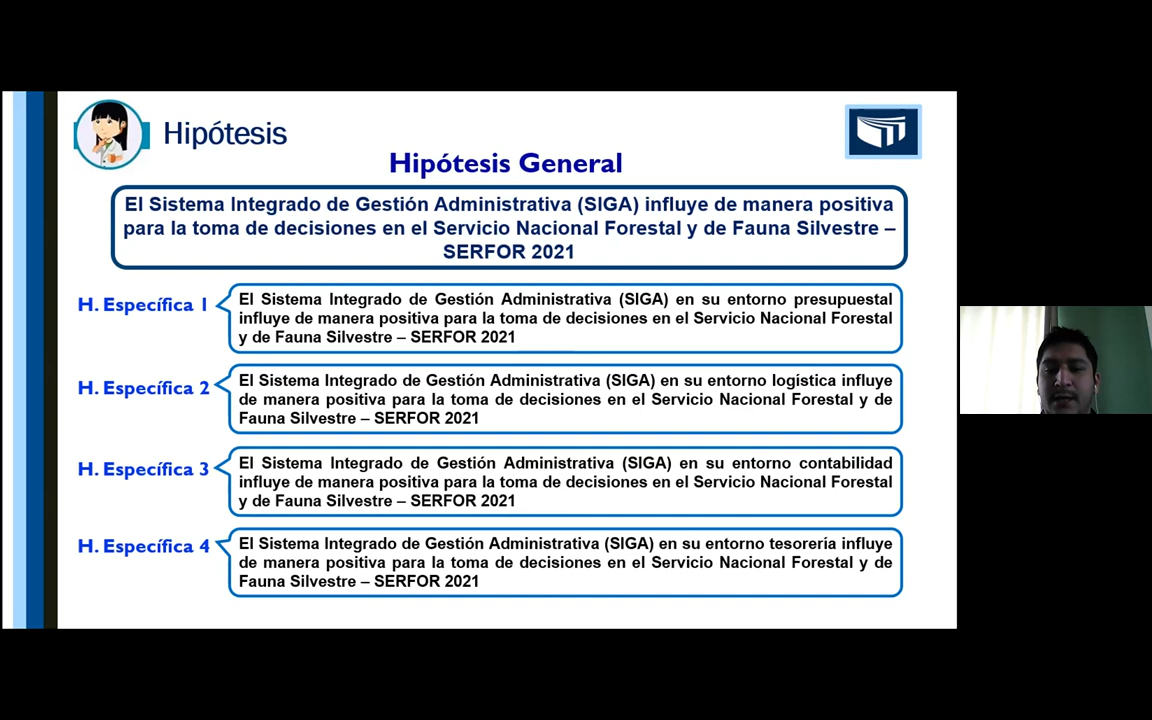 Hipótesis
Hipótesis General
El Sistema Integrado de Gestión Administrativa (SIGA) influye de manera positiva
para la toma de decisiones en el Servicio Nacional Forestal y de Fauna Silvestre –
SERFOR 2021
H. Específica 1
El Sistema Integrado de Gestión Administrativa (SIGA) en su entorno presupuestal
influye de manera positiva para la toma de decisiones en el Servicio Nacional Forestal
y de Fauna Silvestre – SERFOR 2021
H. Específica 2
El Sistema Integrado de Gestión Administrativa (SIGA) en su entorno logística influye
de manera positiva para la toma de decisiones en el Servicio Nacional Forestal y de
Fauna Silvestre – SERFOR 2021
H. Específica 3
El Sistema Integrado de Gestión Administrativa (SIGA) en su entorno contabilidad
influye de manera positiva para la toma de decisiones en el Servicio Nacional Forestal
y de Fauna Silvestre – SERFOR 2021
H. Específica 4
El Sistema Integrado de Gestión Administrativa (SIGA) en su entorno tesorería influye
de manera positiva para la toma de decisiones en el Servicio Nacional Forestal y de
Fauna Silvestre – SERFOR 2021